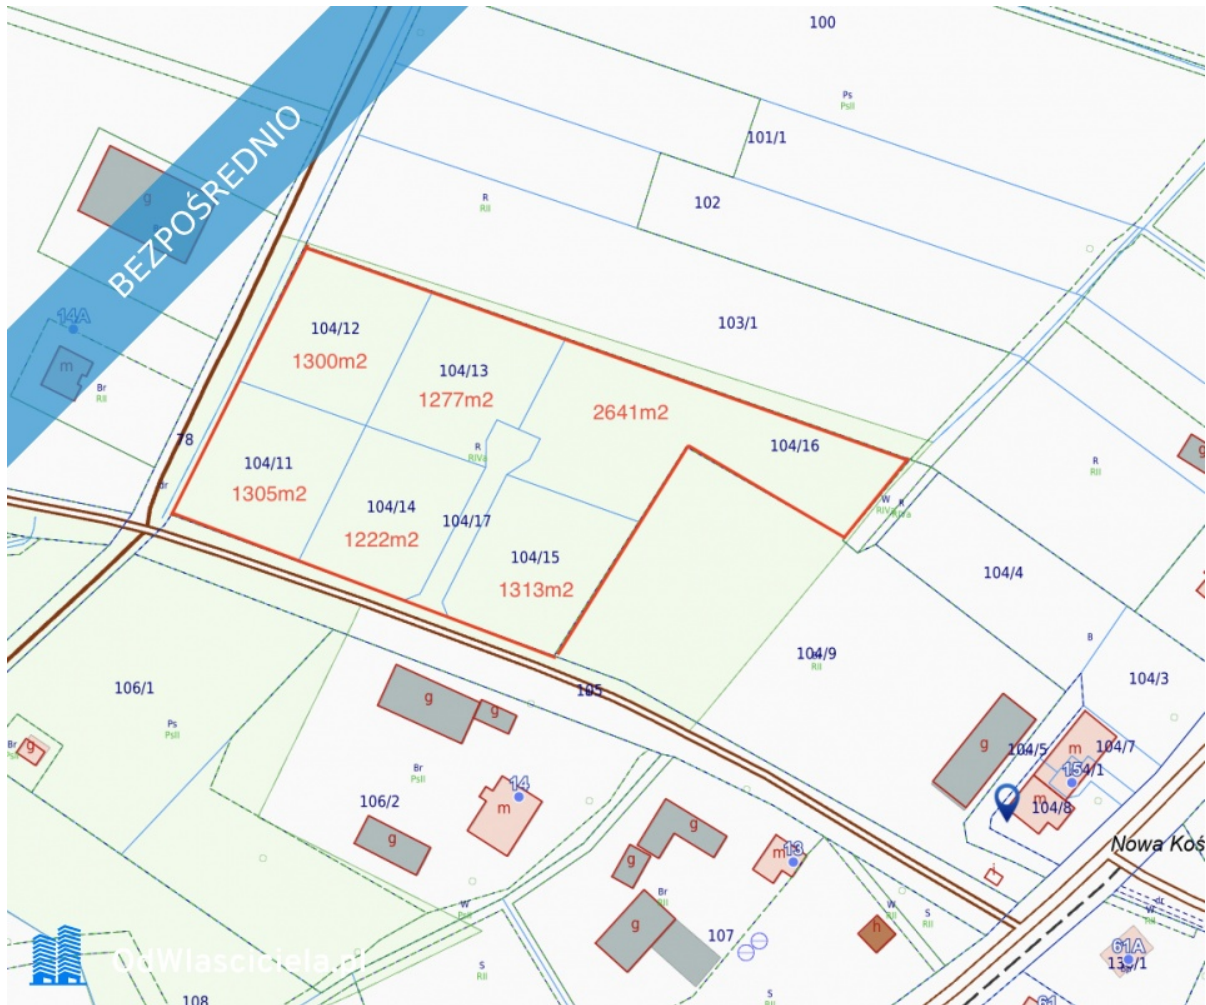 100
Ps
PsII
BEZPOŚREDNIO
101/1
g
R
RII
102
14A
104/12
103/1
1300m2
m
104/13
Br
RII
1277m2
2641m2
78
104/16
R
RIVa
g
104/11
R
RII
dr
1305m2
W
R
104/14
104/17
1222m2
104/15
104/4
1313m2
B
104/9
RII
104/3
106/1
105
g
g
Ps
PsII
Br
g
g
104/5
m
104/7
Br
PsII
15
14
106/2
m
m
104/8
g
g
Nowa Koś
m
13
g
g
i
Br
RII
W
RII
S
RII
dr
W
RII
W
PsII
g
107
h
61A
OdWlasciciela.pl
S
RII
S
RII
108
61